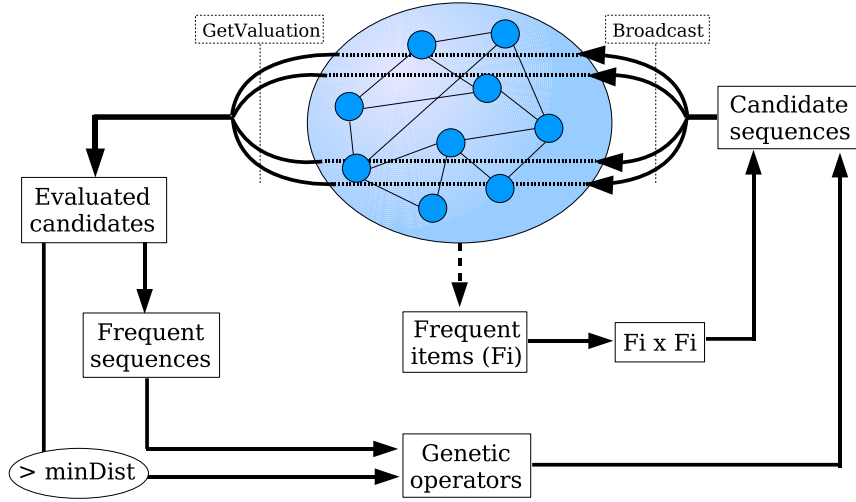 GetValuation
Broadcast
Candidate
sequences
Evaluated
candidates
Frequent
sequences
Frequent
items (Fi)
Fi x Fi
> minDist
Genetic
operators